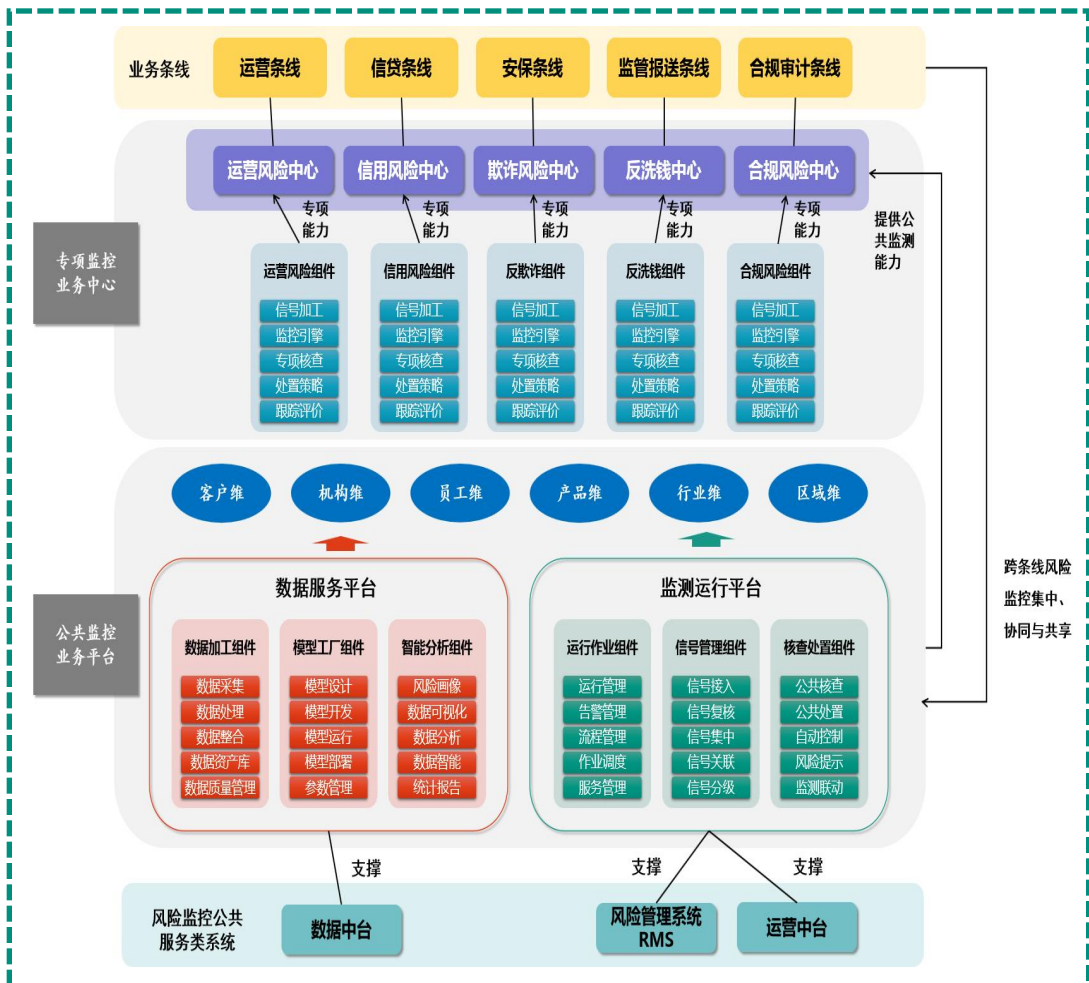 业务条线
运营条线
信贷条线
安保条线
监管报送条线
合规审计条线
运营风险中心
信用风险中心
欺诈风险中心
反洗钱中心
合规风险中心
专项
能力
专项
能力
专项
能力
专项
能力
专项
能力
提供公
共监测
能力
专项监控
业务中心
运营风险组件
信号加工
监控引擎
专项核查
处置策略
跟踪评价
信用风险组件
信号加工
监控引擎
专项核查
处置策略
跟踪评价
反欺诈组件
信号加工
监控引擎
专项核查
处置策略
跟踪评价
反洗钱组件
信号加工
监控引擎
专项核查
处置策略
跟踪评价
合规风险组件
信号加工
监控引擎
专项核查
处置策略
跟踪评价
客户维
机构维
员工维
产品维
行业维
区域维
跨条线风险
监控集中、
协同与共享
公共监控
业务平台
数据服务平台
数据加工组件
数据采集
数据处理
数据整合
数据资产库
数据质量管理
模型工厂组件
模型设计
模型开发
模型运行
模型部署
参数管理
智能分析组件
风险画像
数据可视化
数据分析
数据智能
统计报告
监测运行平台
运行作业组件
运行管理
告警管理
流程管理
作业调度
服务管理
信号管理组件
信号接入
信号复核
信号集中
信号关联
信号分级
核查处置组件
公共核查
公共处置
自动控制
风险提示
监测联动
支撑
支撑
支撑
风险监控公共
服务类系统
数据中台
风险管理系统
RMS
运营中台